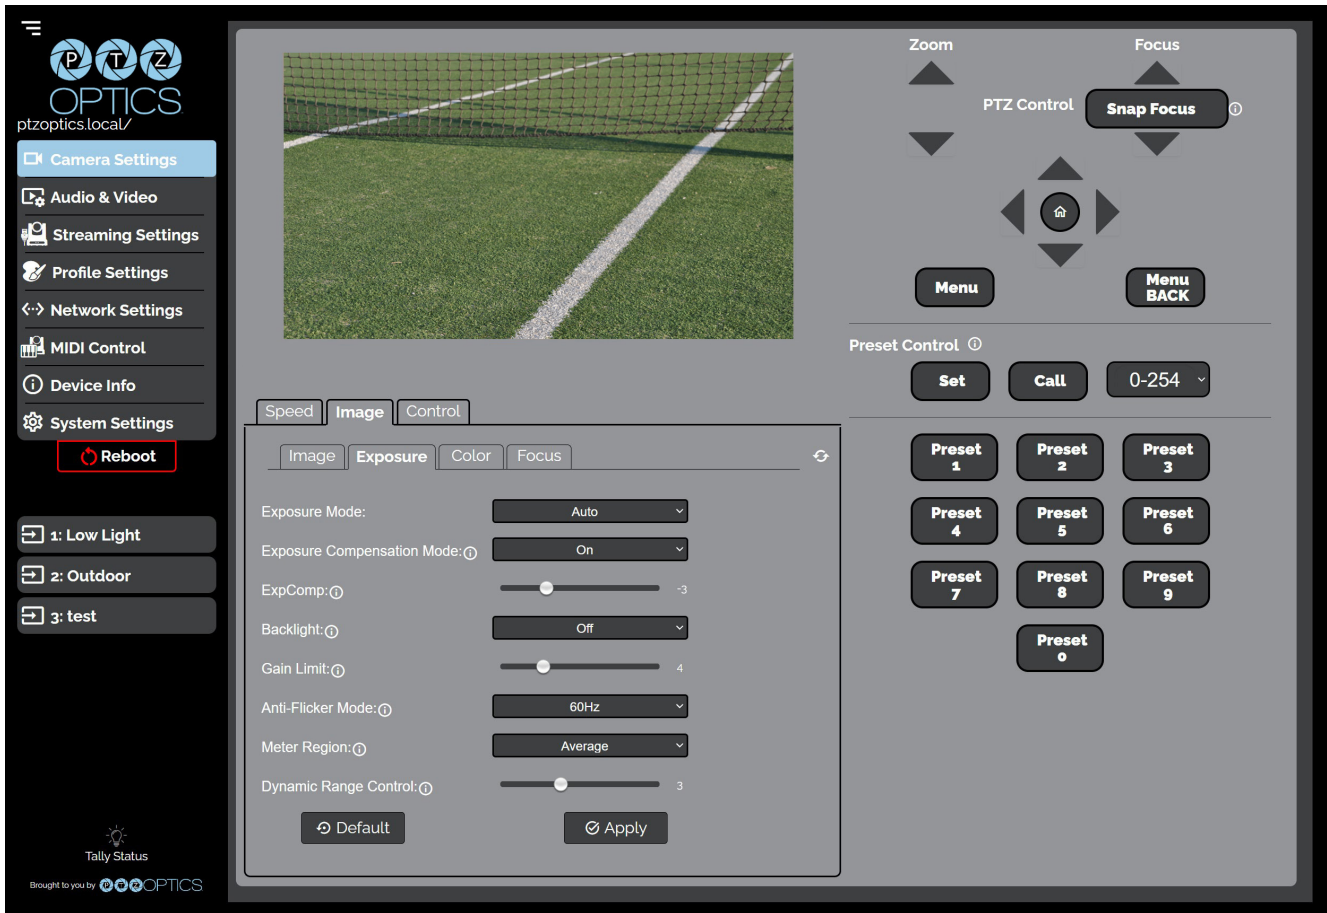 P T Z
OPTICS
ptzoptics.local/
Camera Settings
Audio & Video
Streaming Settings
Profile Settings
Network Settings
MIDI Control
Device Info
System Settings
Reboot
1: Low Light
2: Outdoor
3: test
Tally Status
Brought to you by PTZ OPTICS
Speed Image Control
Image Exposure Color Focus
Exposure Mode: Auto
Exposure Compensation Mode: On
ExpComp: -3
Backlight: Off
Gain Limit: 4
Anti-Flicker Mode: 60Hz
Meter Region: Average
Dynamic Range Control: 3
Default Apply
Zoom Focus
PTZ Control Snap Focus
Menu Menu
BACK
Preset Control
Set Call 0-254
Preset
1
Preset
2
Preset
3
Preset
4
Preset
5
Preset
6
Preset
7
Preset
8
Preset
9
Preset
0